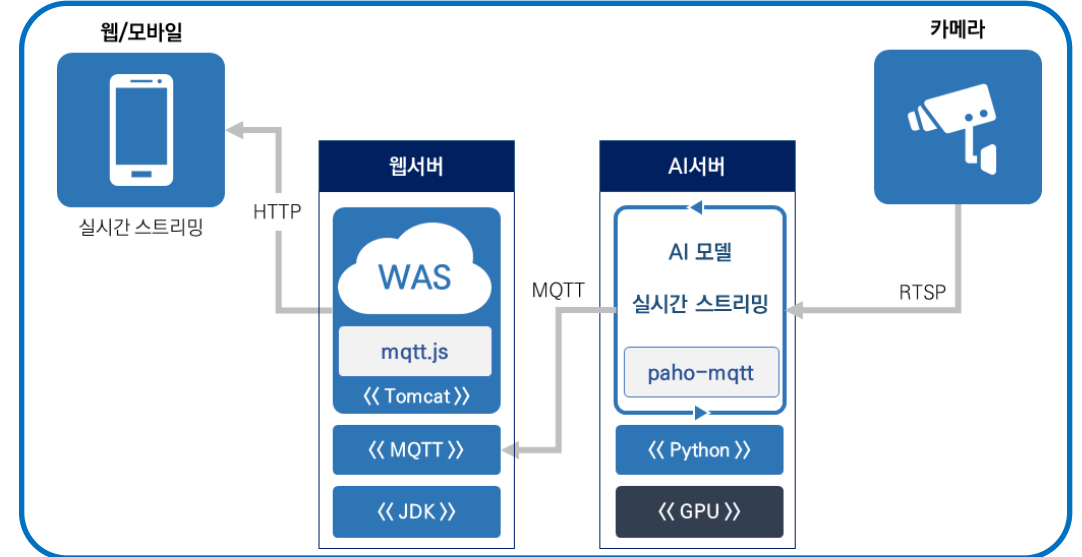 웹/모바일
실시간 스트리밍
HTTP
웹서버
WAS
mqtt.js
《 Tomcat 》
《 MQTT 》
《 JDK 》
MQTT
AI서버
AI 모델
실시간 스트리밍
paho-mqtt
《 Python 》
《 GPU 》
RTSP
카메라